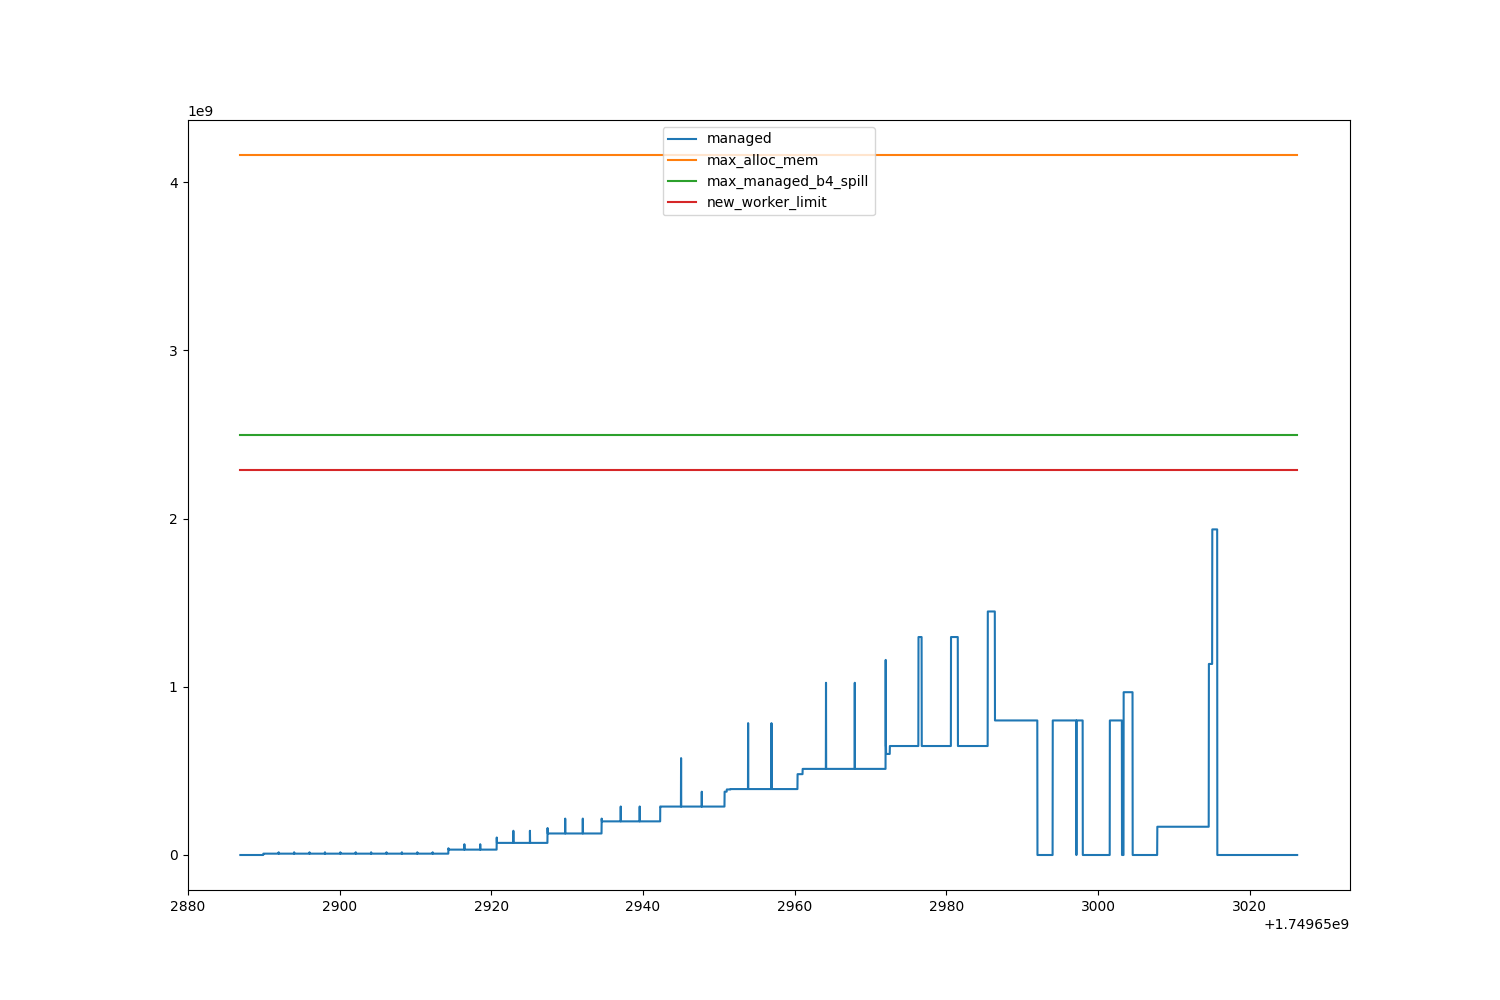 1e9
managed
max_alloc_mem
max_managed_b4_spill
new_worker_limit
4
3
2
1
0
2880 2900 2920 2940 2960 2980 3000 3020
+1.74965e9